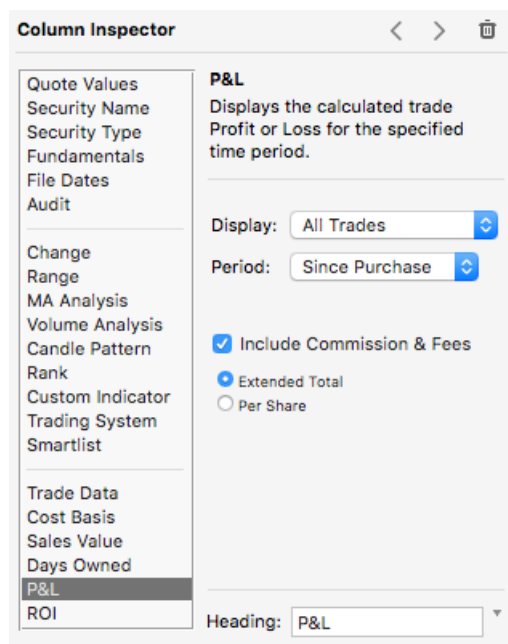 Column Inspector
Quote Values
Security Name
Security Type
Fundamentals
File Dates
Audit
Change
Range
MA Analysis
Volume Analysis
Candle Pattern
Rank
Custom Indicator
Trading System
Smartlist
Trade Data
Cost Basis
Sales Value
Days Owned
P&L
ROI
P&L
Displays the calculated trade
Profit or Loss for the specified
time period.
Display: All Trades
Period: Since Purchase
Include Commission & Fees
Extended Total
Per Share
Heading: P&L